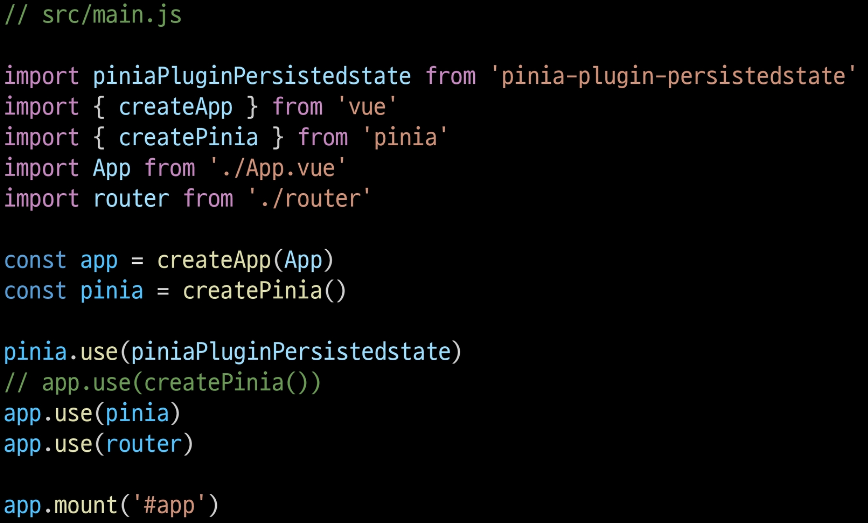 // src/main.js
import piniaPluginPersistedstate from 'pinia-plugin-persistedstate'
import { createApp } from 'vue'
import { createPinia } from 'pinia'
import App from './App.vue'
import router from './router'
const app = createApp(App)
const pinia = createPinia()
pinia.use(piniaPluginPersistedstate)
// app.use(createPinia())
app.use(pinia)
app.use(router)
app.mount('#app')